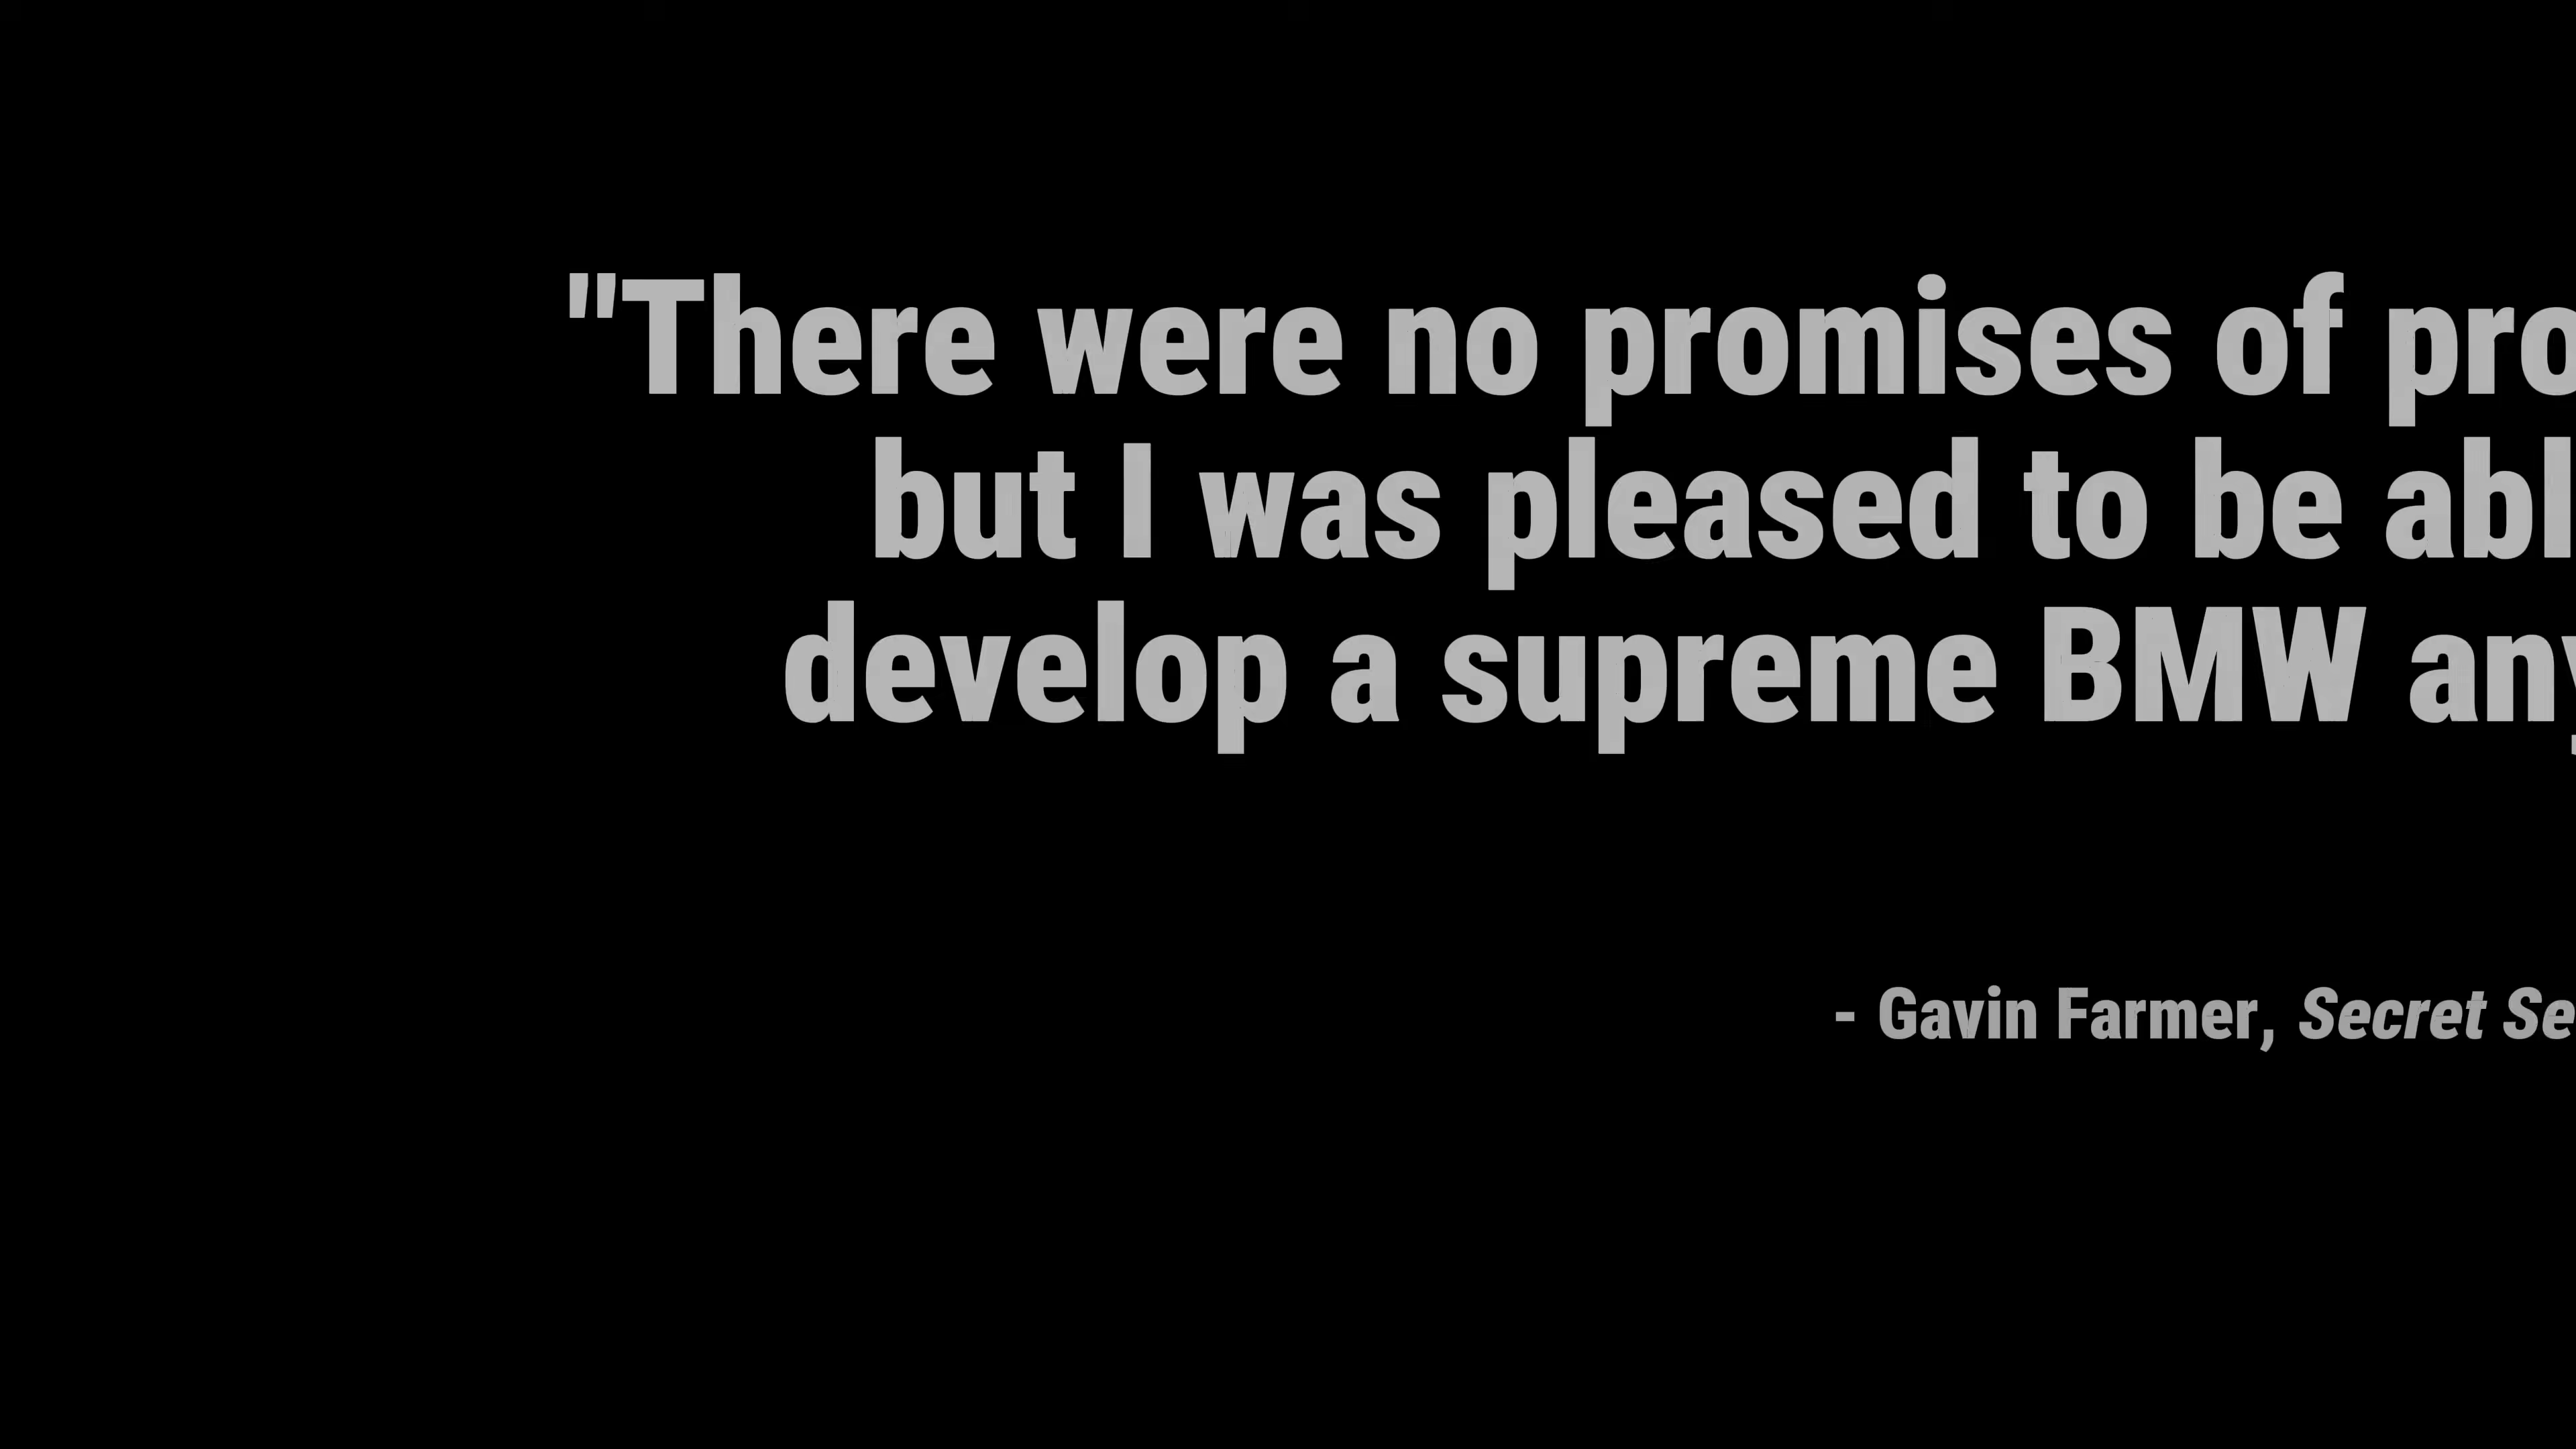 "There were no promises of pro
but I was pleased to be abl
develop a supreme BMW any
- Gavin Farmer, Secret Se